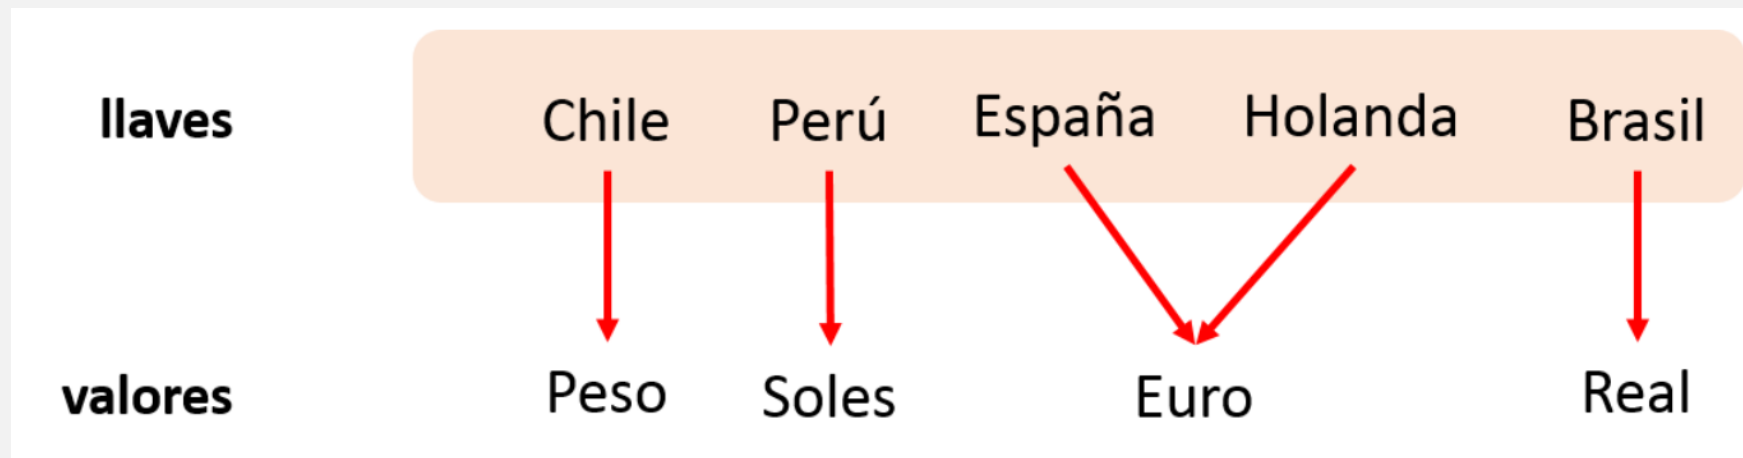 llaves Chile Perú España Holanda Brasil
valores Peso Soles Euro Real